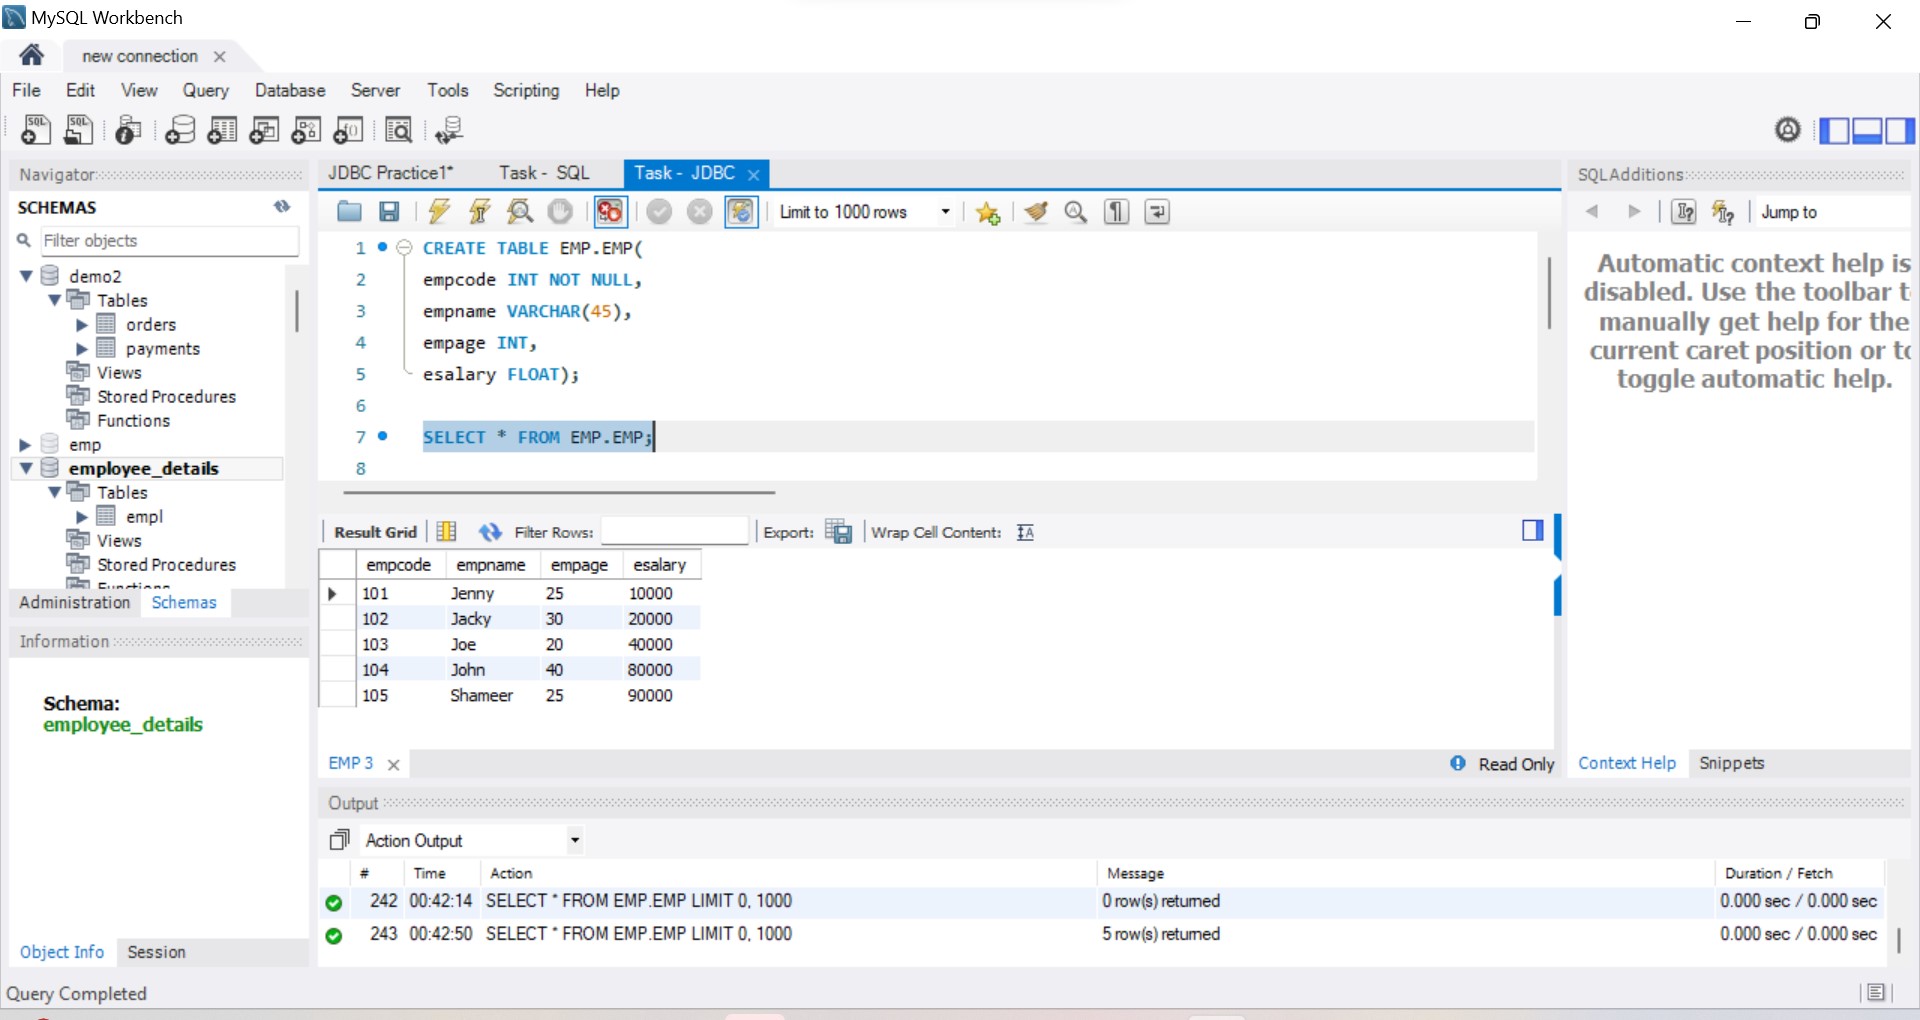 MySQL Workbench
new connection
File Edit View Query Database Server Tools Scripting Help
Navigator
SCHEMAS
Filter objects
demo2
Tables
orders
payments
Views
Stored Procedures
Functions
emp
employee_details
Tables
empl
Views
Stored Procedures
Functions
Administration Schemas
Information
Schema:
employee_details
Object Info Session
Query Completed
JDBC Practice1* Task - SQL Task - JDBC
Limit to 1000 rows
1 CREATE TABLE EMP.EMP(
2 empcode INT NOT NULL,
3 empname VARCHAR(45),
4 empage INT,
5 esalary FLOAT);
6
7 SELECT * FROM EMP.EMP;
8
Result Grid Filter Rows: Export: Wrap Cell Content:
empcode empname empage esalary
101 Jenny 25 10000
102 Jacky 30 20000
103 Joe 20 40000
104 John 40 80000
105 Shameer 25 90000
EMP 3 Read Only
Output
Action Output
# Time Action Message Duration / Fetch
242 00:42:14 SELECT * FROM EMP.EMP LIMIT 0, 1000 0 row(s) returned 0.000 sec / 0.000 sec
243 00:42:50 SELECT * FROM EMP.EMP LIMIT 0, 1000 5 row(s) returned 0.000 sec / 0.000 sec
SQLAdditions
Jump to
Automatic context help is
disabled. Use the toolbar t
manually get help for the
current caret position or to
toggle automatic help.
Context Help Snippets